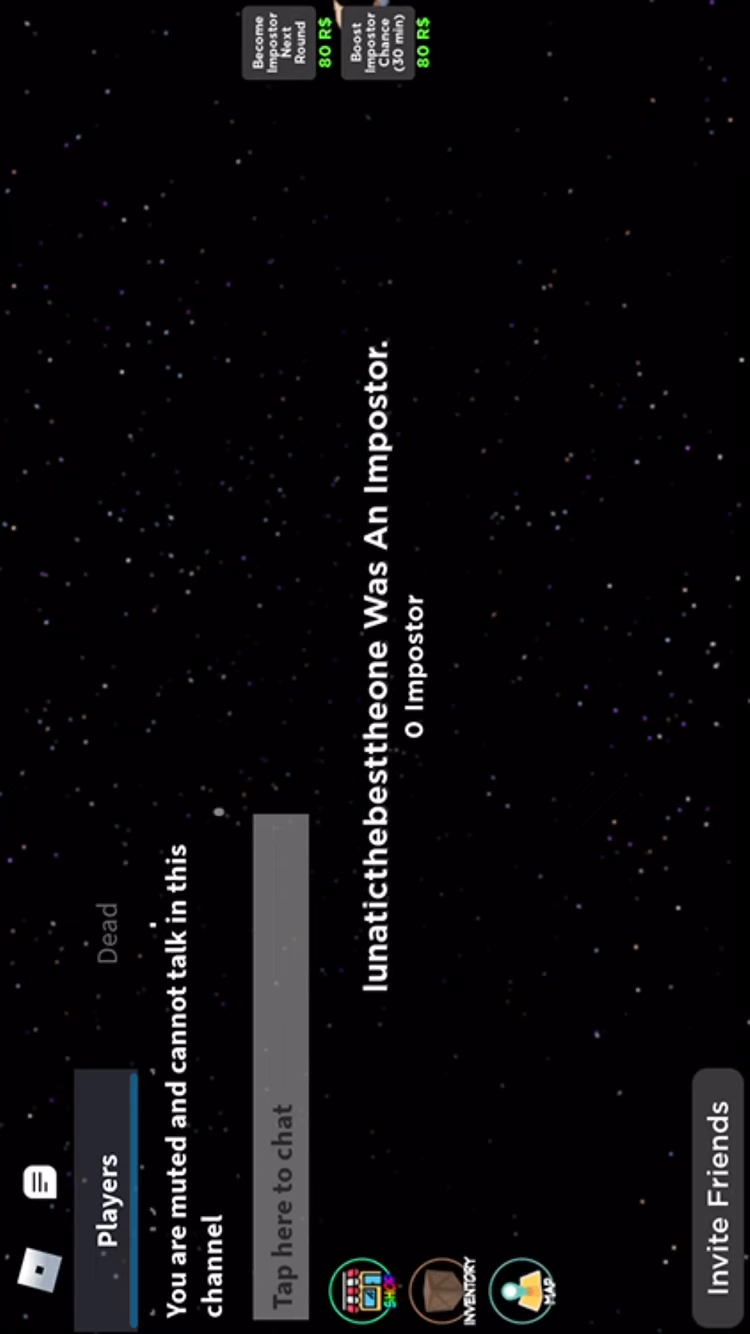 Players
Dead
You are muted and cannot talk in this
channel
Tap here to chat
Become
Impostor
Next
Round
80 R$
Boost
Impostor
Chance
(30 min)
80 R$
lunaticthebesttheone Was An Impostor.
0 Impostor
SHOP
INVENTORY
MAP
Invite Friends